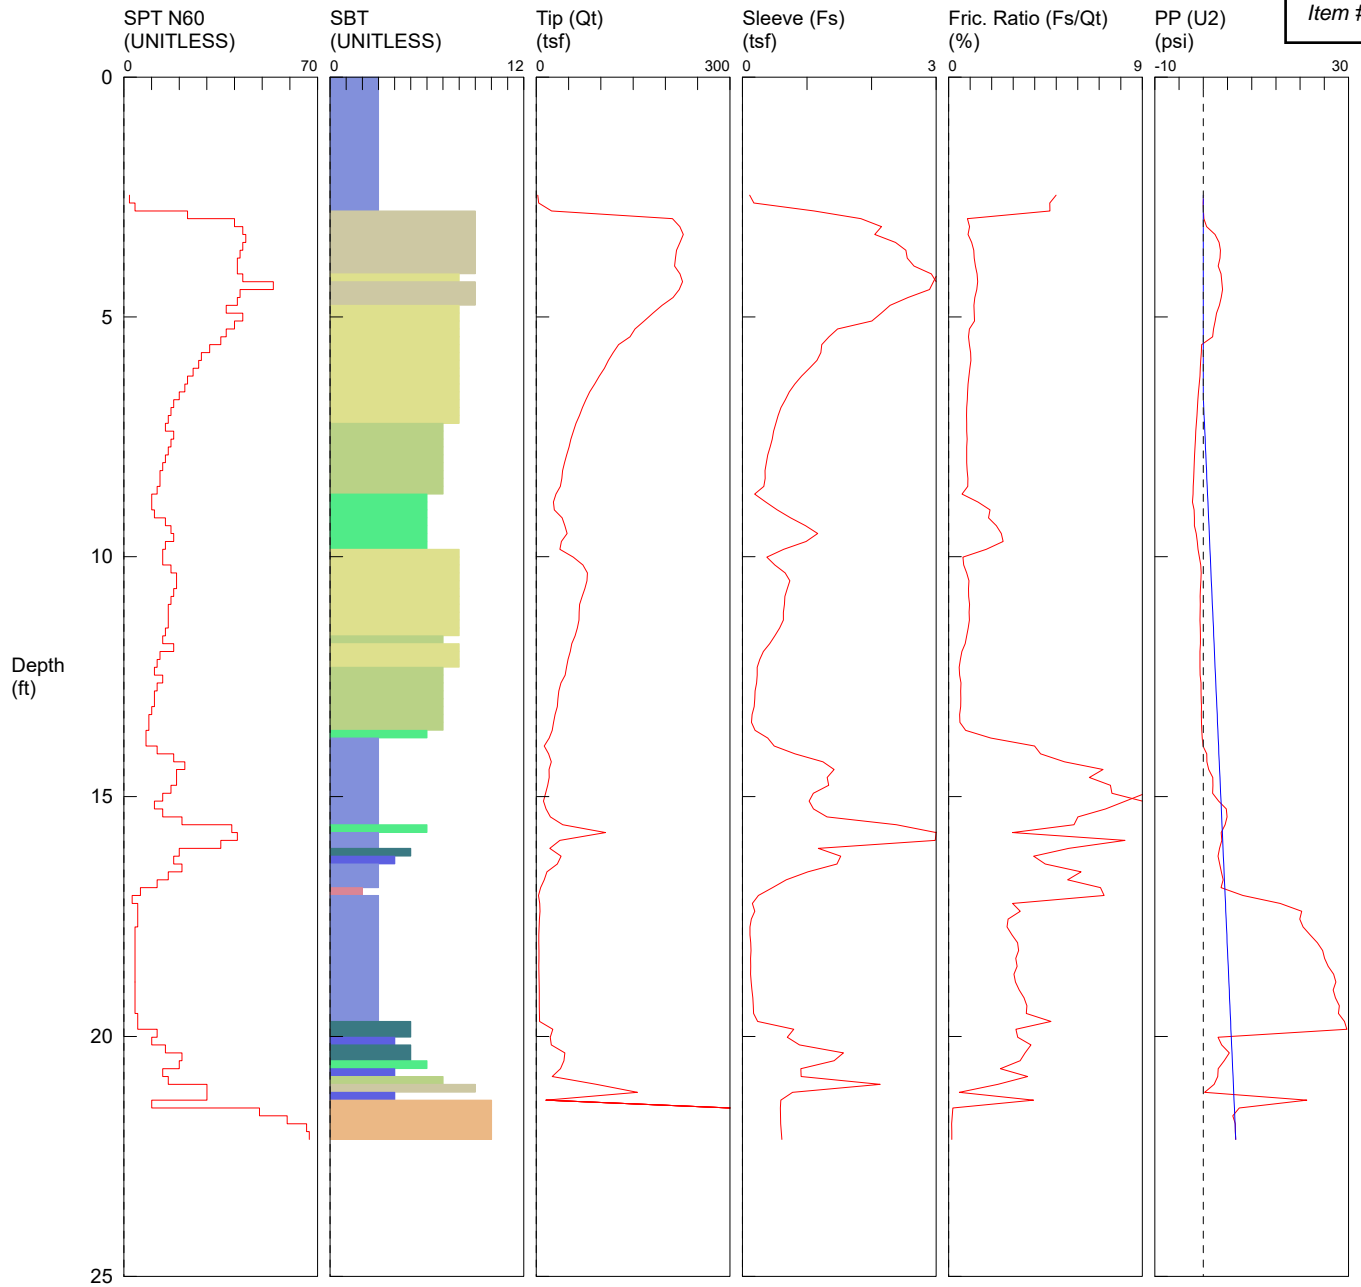 SPT N60
(UNITLESS)
SBT
(UNITLESS)
Tip (Qt)
(tsf)
Sleeve (Fs)
(tsf)
Fric. Ratio (Fs/Qt)
(%)
PP (U2)
(psi)
Item #
0 70 0 12 0 300 0 3 0 9 -10 30
0
5
10
Depth
(ft)
15
20
25